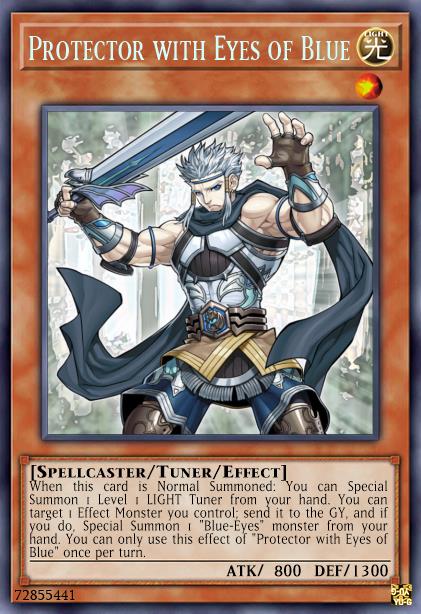 PROTECTOR WITH EYES OF BLUE
LIGHT
光
[SPELLCASTER/TUNER/EFFECT]
When this card is Normal Summoned: You can Special
Summon 1 Level 1 LIGHT Tuner from your hand. You can
target 1 Effect Monster you control; send it to the GY, and if
you do, Special Summon 1 "Blue-Eyes" monster from your
hand. You can only use this effect of "Protector with Eyes of
Blue" once per turn.
ATK/ 800 DEF/1300
72855441